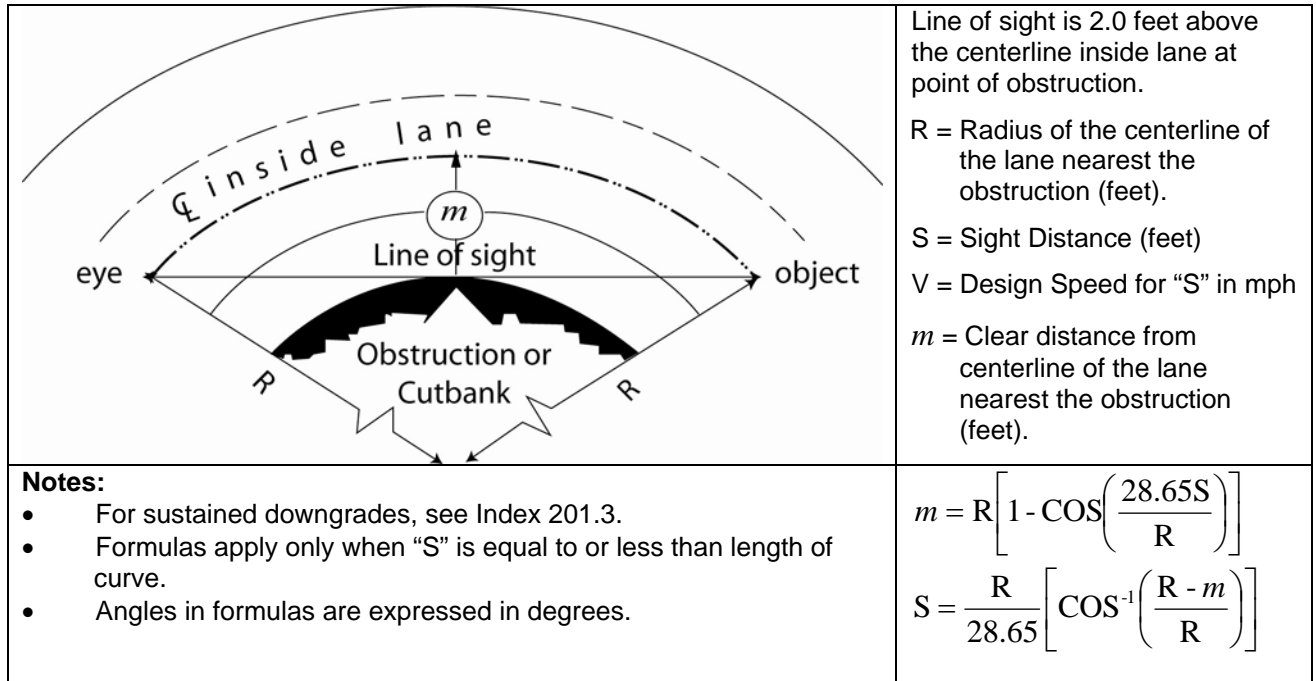 ℄ inside lane
m
Line of sight
eye
object
Obstruction or
Cutbank
R
R
Line of sight is 2.0 feet above
the centerline inside lane at
point of obstruction.
R = Radius of the centerline of
the lane nearest the
obstruction (feet).
S = Sight Distance (feet)
V = Design Speed for “S” in mph
m = Clear distance from
centerline of the lane
nearest the obstruction
(feet).
Notes:
• For sustained downgrades, see Index 201.3.
• Formulas apply only when “S” is equal to or less than length of
curve.
• Angles in formulas are expressed in degrees.
m = R[1 - COS(28.65S/R)]
S = R/28.65[COS⁻¹(R - m/R)]